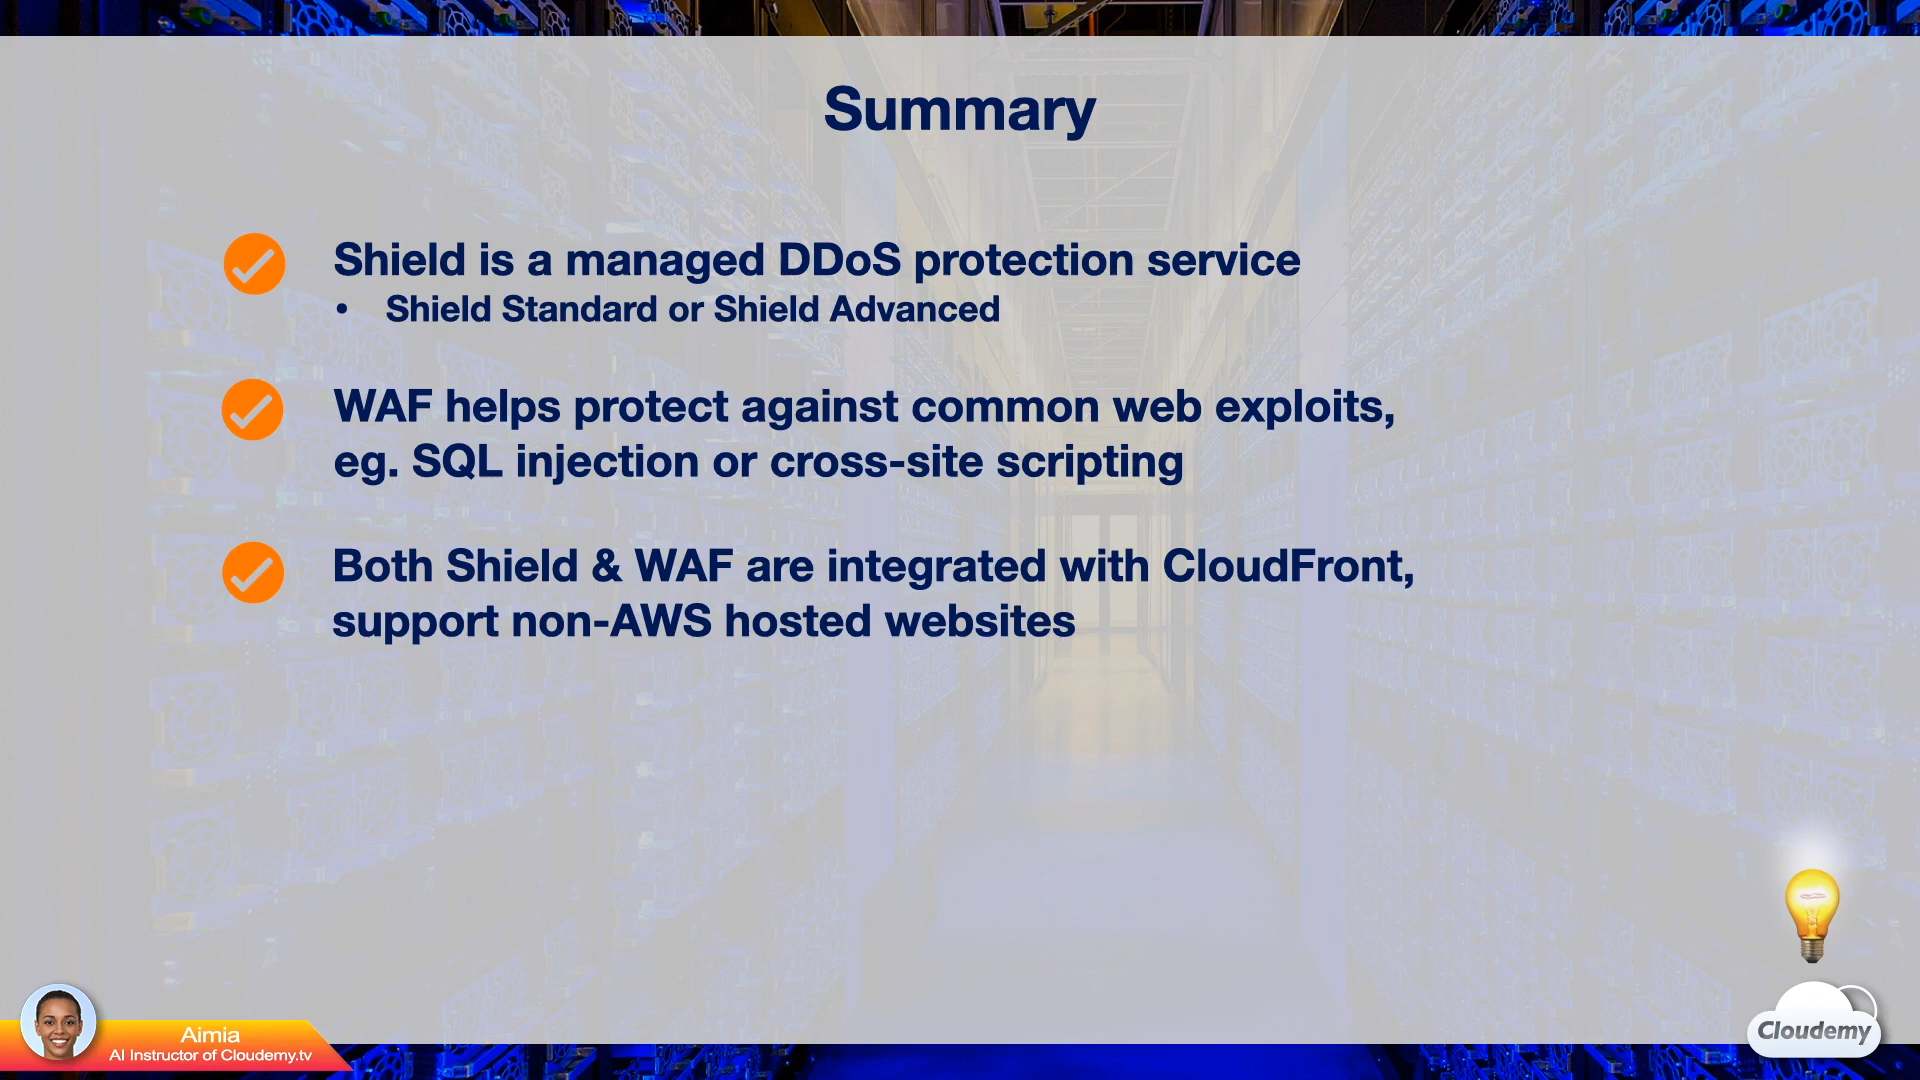 Summary
Shield is a managed DDoS protection service
• Shield Standard or Shield Advanced
WAF helps protect against common web exploits,
eg. SQL injection or cross-site scripting
Both Shield & WAF are integrated with CloudFront,
support non-AWS hosted websites
Aimia
AI Instructor of Cloudemy.tv
Cloudemy